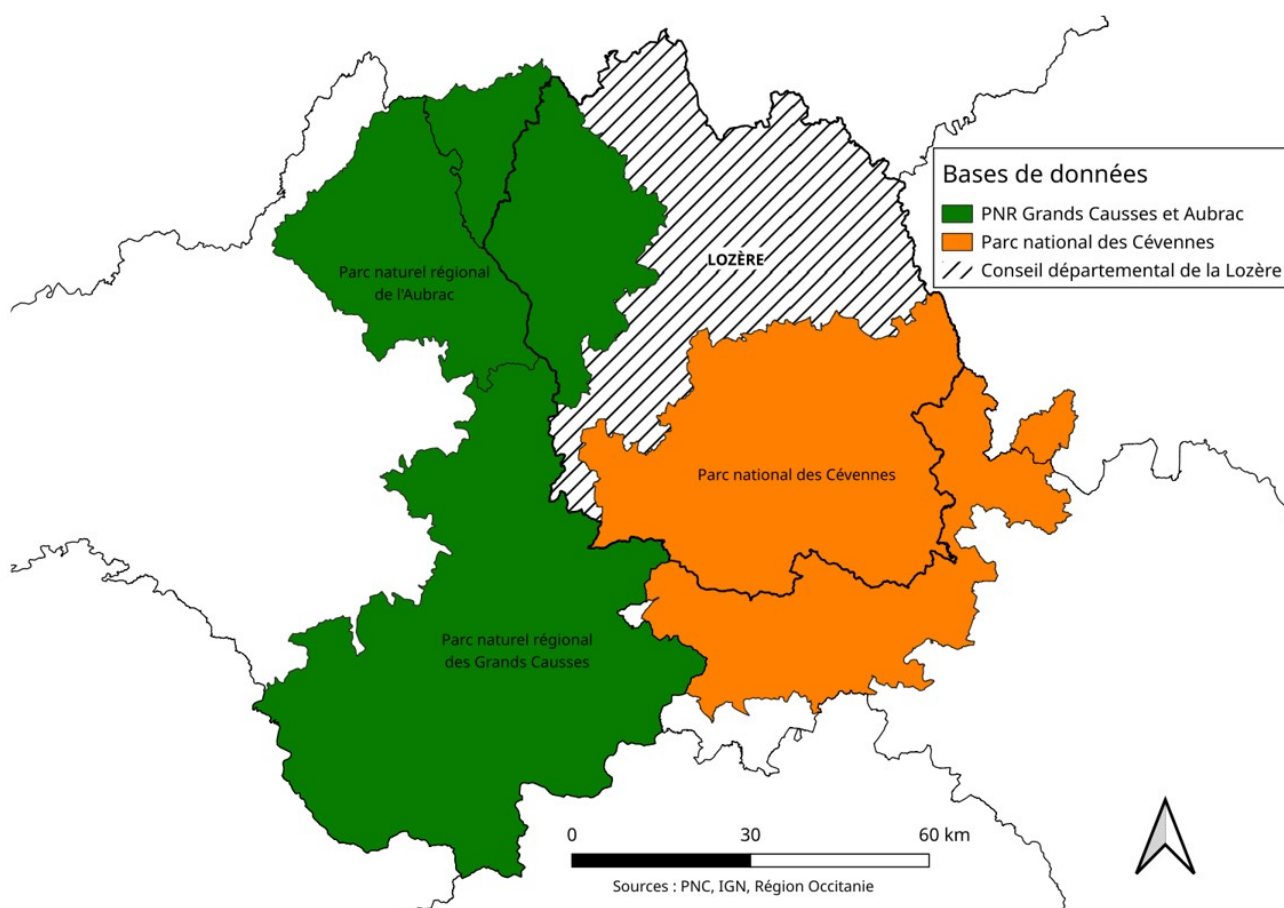 Bases de données
PNR Grands Causses et Aubrac
Parc national des Cévennes
Conseil départemental de la Lozère
LOZÈRE
Parc naturel régional
de l'Aubrac
Parc national des Cévennes
Parc naturel régional
des Grands Causses
0 30 60 km
Sources : PNC, IGN, Région Occitanie